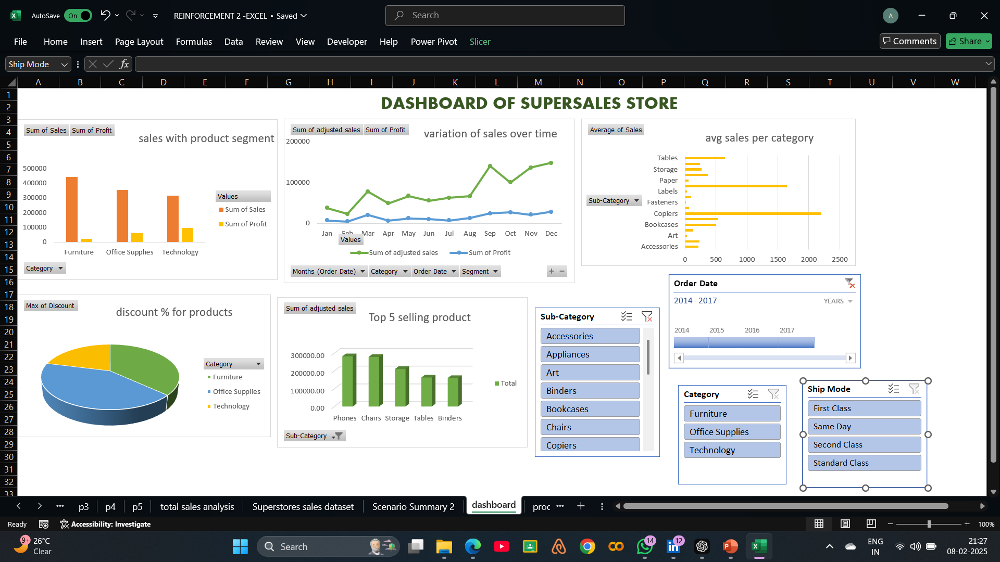 AutoSave On REINFORCEMENT 2 -EXCEL • Saved Search A
File Home Insert Page Layout Formulas Data Review View Developer Help Power Pivot Slicer Comments Share
Ship Mode fx
A B C D E F G H I J K L M N O P Q R S T U V W
1
2
3
4
5
6
7
8
9
10
11
12
13
14
15
16
17
18
19
20
21
22
23
24
25
26
27
28
29
30
31
32
33
DASHBOARD OF SUPERSALES STORE
Sum of Sales Sum of Profit
sales with product segment
500000
400000
300000
200000
100000
0
Furniture Office Supplies Technology
Values
Sum of Sales
Sum of Profit
Category
Sum of adjusted sales Sum of Profit
variation of sales over time
200000
100000
0
Jan Feb Mar Apr May Jun Jul Aug Sep Oct Nov Dec
Values
Sum of adjusted sales Sum of Profit
Months (Order Date) Category Order Date Segment + −
Average of Sales
avg sales per category
Sub-Category
Tables
Storage
Paper
Labels
Fasteners
Copiers
Bookcases
Art
Accessories
0 500 1000 1500 2000 2500
Max of Discount
discount % for products
Category
Furniture
Office Supplies
Technology
Sum of adjusted sales
Top 5 selling product
300000.00
200000.00
100000.00
0.00
Phones Chairs Storage Tables Binders
Total
Sub-Category
Sub-Category
Accessories
Appliances
Art
Binders
Bookcases
Chairs
Copiers
Order Date
2014 - 2017 YEARS
2014 2015 2016 2017
Category
Furniture
Office Supplies
Technology
Ship Mode
First Class
Same Day
Second Class
Standard Class
p3 p4 p5 total sales analysis Superstores sales dataset Scenario Summary 2 dashboard proc
Ready Accessibility: Investigate 100%
9+ 26°C
Clear
Search
14 12
ENG
IN
21:27
08-02-2025